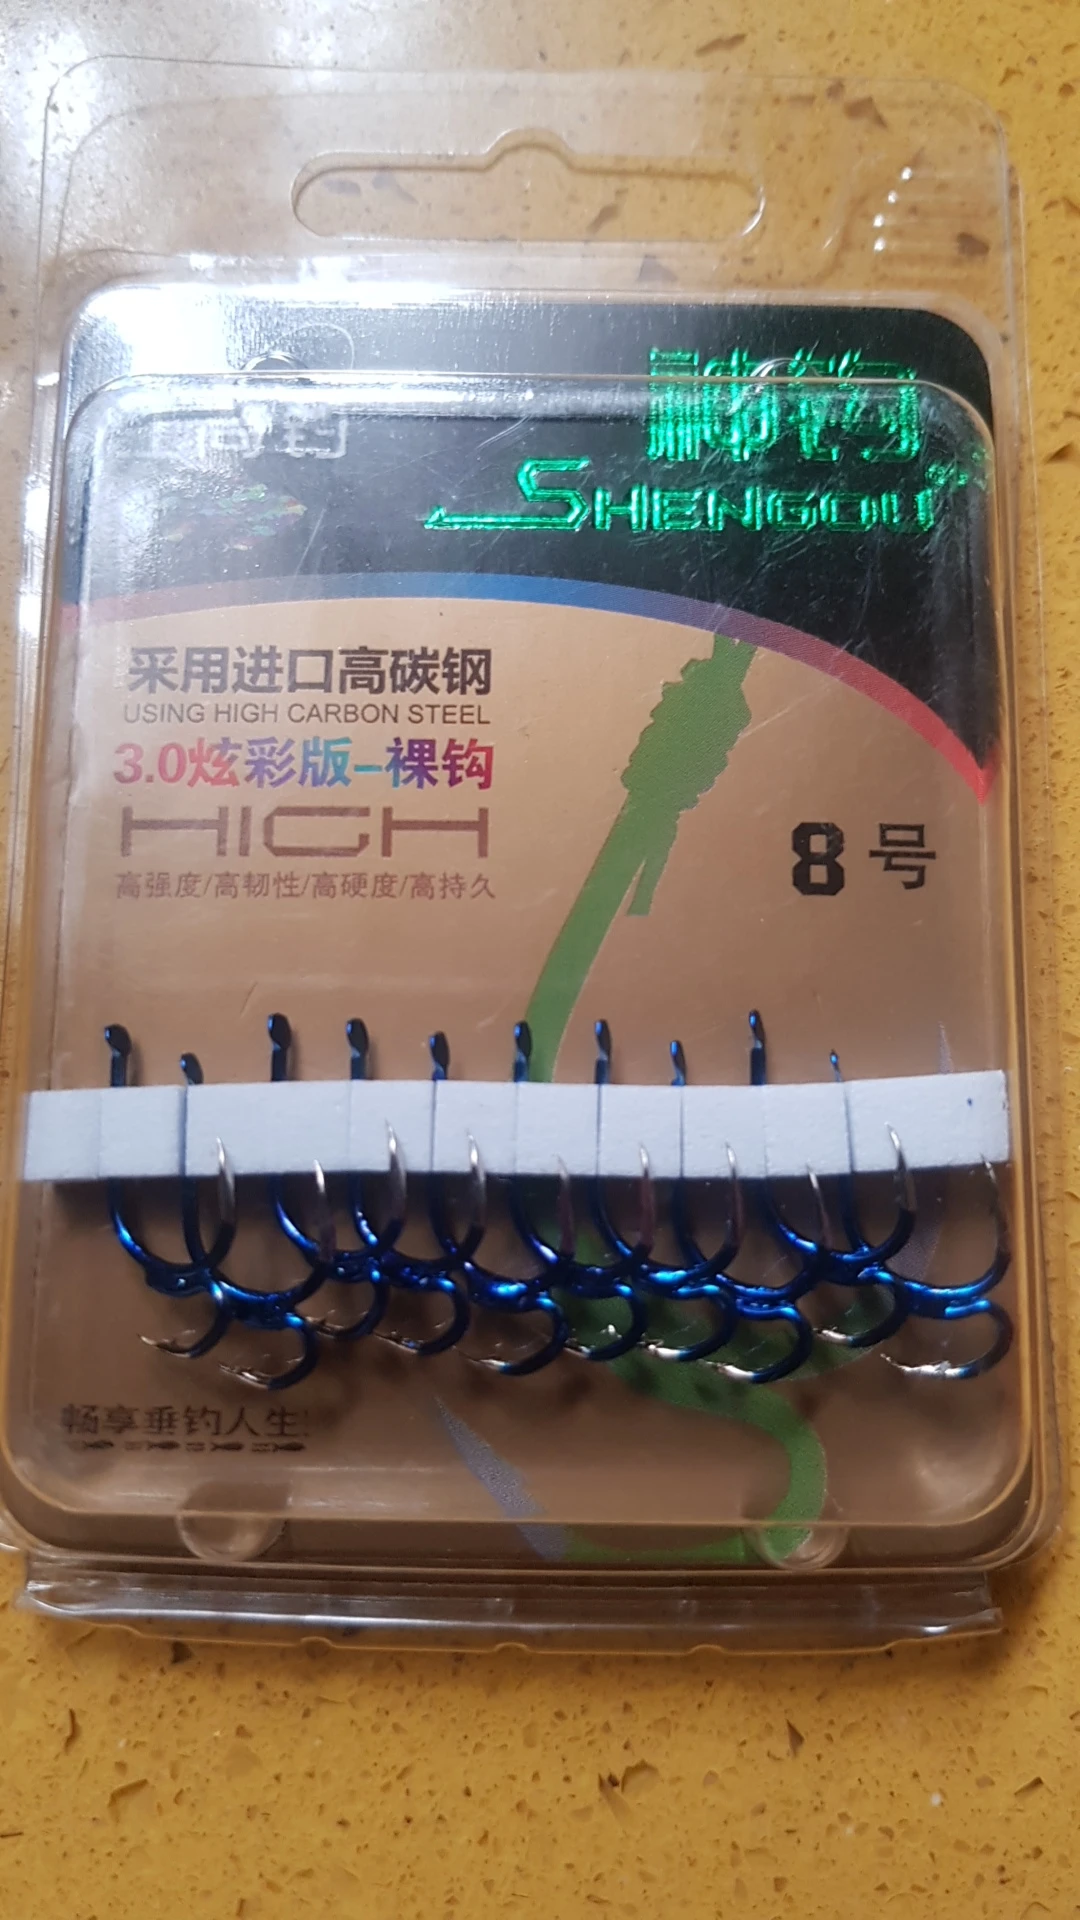 神钩
SHENGOU
采用进口高碳钢
USING HIGH CARBON STEEL
3.0炫彩版-裸钩
HIGH
8号
高强度/高韧性/高硬度/高持久
畅享垂钓人生!